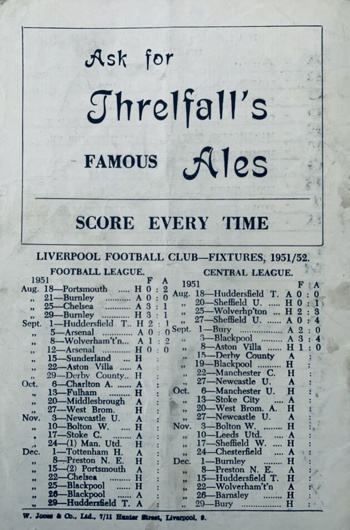 Ask for
Threlfall's
FAMOUS Ales
SCORE EVERY TIME
LIVERPOOL FOOTBALL CLUB—FIXTURES, 1951/52.
FOOTBALL LEAGUE.
1951 F A
Aug. 18—Portsmouth ..... H 0 : 2
„ 21—Burnley ..... A 0 : 0
„ 25—Chelsea ..... A 3 : 1
„ 29—Burnley ..... H 3 : 1
Sept. 1—Huddersfield T. H 2 : 1
„ 5—Arsenal ..... A 0 : 0
„ 8—Wolverham't'n... A 1 : 2
„ 12—Arsenal ..... H 0 : 0
„ 15—Sunderland ... H :
„ 22—Aston Villa ... A :
„ 29—Derby County.. H :
Oct. 6—Charlton A. ..... A :
„ 13—Fulham ..... H :
„ 20—Middlesbrough A :
„ 27—West Brom. H :
Nov. 3—Newcastle U. A :
„ 10—Bolton W. ..... H :
„ 17—Stoke C. ..... A :
„ 24—(1) Man. Utd. H :
Dec. 1—Tottenham H. A :
„ 8—Preston N. E. H :
„ 15—(2) Portsmouth A :
„ 22—Chelsea ..... H :
„ 25—Blackpool ..... H :
„ 26—Blackpool ..... A :
„ 29—Huddersfield T. A :
CENTRAL LEAGUE.
1951 F A
Aug. 18—Huddersfield T. A 0 : 0
„ 20—Sheffield U. ..... H 0 : 1
„ 25—Wolverhp'ton ... H 2 : 3
„ 27—Sheffield U. ..... A 0 : 4
Sept. 1—Bury ..... A 2 : 0
„ 3—Blackpool ..... A 3 : 4
„ 8—Aston Villa ... H 1 : 0
„ 15—Derby County A :
„ 19—Blackpool ..... H :
„ 22—Manchester C. H :
„ 27—Newcastle U. A :
Oct. 6—Manchester U. H :
„ 13—Stoke City ..... A :
„ 20—West Brom. A. H :
„ 27—Newcastle U. A :
Nov. 3—Bolton W. ..... H :
„ 10—Leeds Utd. ..... A :
„ 17—Sheffield W. ... H :
„ 24—Chesterfield ... A :
Dec. 1—Burnley ..... H :
„ 8—Preston N. E. A :
„ 15—Huddersfield T. H :
„ 22—Wolverham't'n A :
„ 26—Barnsley ..... H :
„ 29—Bury ..... H :
W. Jones & Co., Ltd., 7/11 Hunter Street, Liverpool, 3.